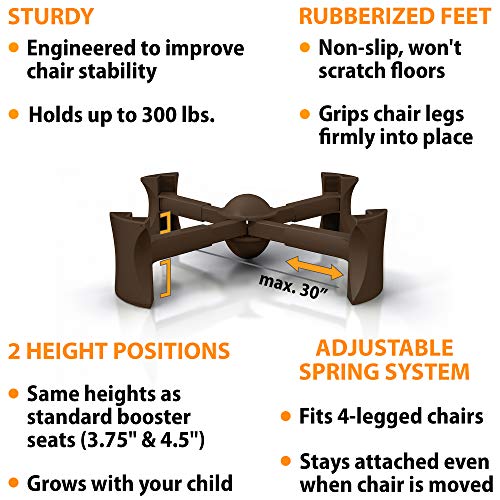 STURDY
• Engineered to improve
chair stability
• Holds up to 300 lbs.
RUBBERIZED FEET
• Non-slip, won't
scratch floors
• Grips chair legs
firmly into place
max. 30”
2 HEIGHT POSITIONS
• Same heights as
standard booster
seats (3.75" & 4.5")
• Grows with your child
ADJUSTABLE
SPRING SYSTEM
• Fits 4-legged chairs
• Stays attached even
when chair is moved